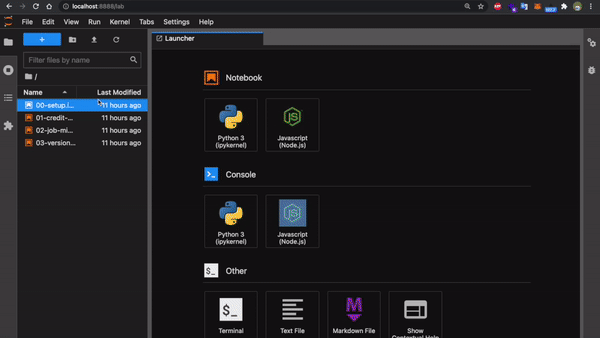 localhost:8888/lab
File Edit View Run Kernel Tabs Settings Help
Launcher
Filter files by name
/
Name Last Modified
00-setup.i... 11 hours ago
01-credit-... 11 hours ago
02-job-mi... 11 hours ago
03-version... 11 hours ago
Notebook
Python 3
(ipykernel)
Javascript
(Node.js)
Console
Python 3
(ipykernel)
Javascript
(Node.js)
Other
$_
Terminal
Text File
Markdown File
Show
Contextual Help